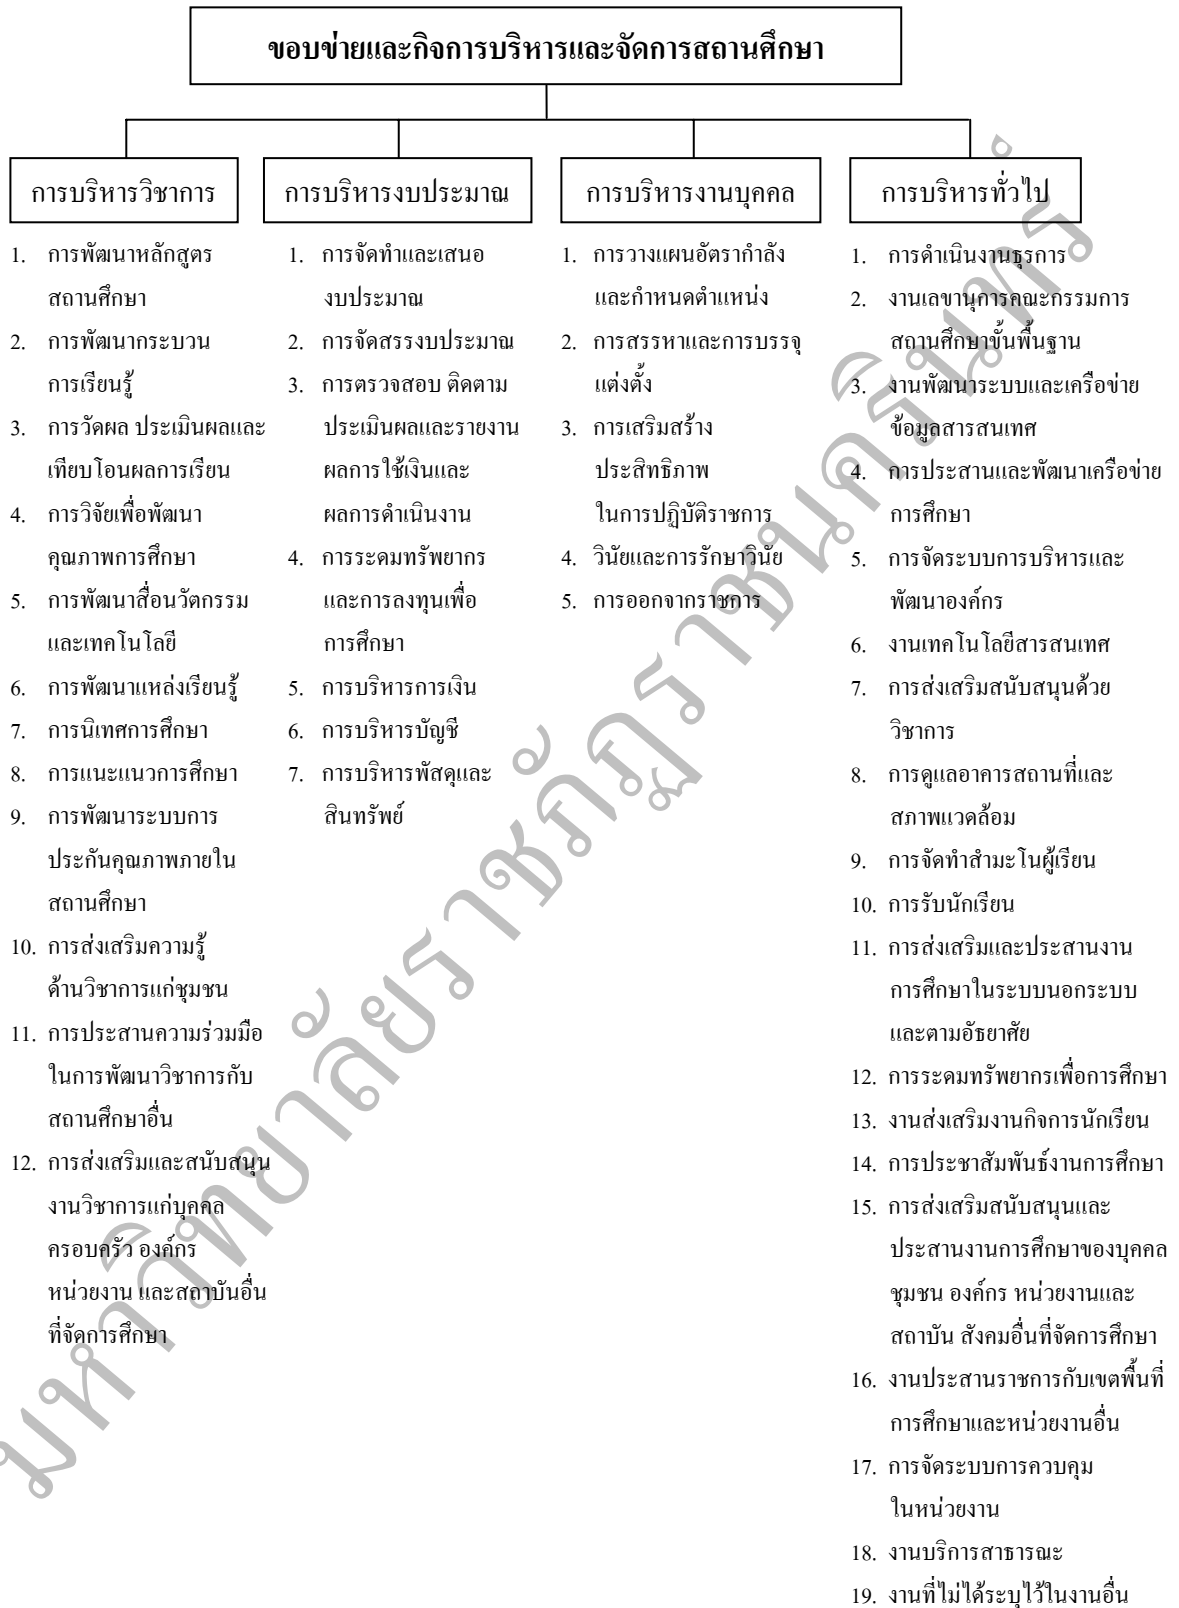 ขอบข่ายและกิจการบริหารและจัดการสถานศึกษา
การบริหารวิชาการ
1. การพัฒนาหลักสูตร
สถานศึกษา
2. การพัฒนากระบวน
การเรียนรู้
3. การวัดผล ประเมินผลและ
เทียบโอนผลการเรียน
4. การวิจัยเพื่อพัฒนา
คุณภาพการศึกษา
5. การพัฒนาสื่อนวัตกรรม
และเทคโนโลยี
6. การพัฒนาแหล่งเรียนรู้
7. การนิเทศการศึกษา
8. การแนะแนวการศึกษา
9. การพัฒนาระบบการ
ประกันคุณภาพภายใน
สถานศึกษา
10. การส่งเสริมความรู้
ด้านวิชาการแก่ชุมชน
11. การประสานความร่วมมือ
ในการพัฒนาวิชาการกับ
สถานศึกษาอื่น
12. การส่งเสริมและสนับสนุน
งานวิชาการแก่บุคคล
ครอบครัว องค์กร
หน่วยงาน และสถาบันอื่น
ที่จัดการศึกษา
การบริหารงบประมาณ
1. การจัดทำและเสนอ
งบประมาณ
2. การจัดสรรงบประมาณ
3. การตรวจสอบ ติดตาม
ประเมินผลและรายงาน
ผลการใช้เงินและ
ผลการดำเนินงาน
4. การระดมทรัพยากร
และการลงทุนเพื่อ
การศึกษา
5. การบริหารการเงิน
6. การบริหารบัญชี
7. การบริหารพัสดุและ
สินทรัพย์
การบริหารงานบุคคล
1. การวางแผนอัตรากำลัง
และกำหนดตำแหน่ง
2. การสรรหาและการบรรจุ
แต่งตั้ง
3. การเสริมสร้าง
ประสิทธิภาพ
ในการปฏิบัติราชการ
4. วินัยและการรักษาวินัย
5. การออกจากราชการ
การบริหารทั่วไป
1. การดำเนินงานธุรการ
2. งานเลขานุการคณะกรรมการ
สถานศึกษาขั้นพื้นฐาน
3. งานพัฒนาระบบและเครือข่าย
ข้อมูลสารสนเทศ
4. การประสานและพัฒนาเครือข่าย
การศึกษา
5. การจัดระบบการบริหารและ
พัฒนาองค์กร
6. งานเทคโนโลยีสารสนเทศ
7. การส่งเสริมสนับสนุนด้วย
วิชาการ
8. การดูแลอาคารสถานที่และ
สภาพแวดล้อม
9. การจัดทำสำมะโนผู้เรียน
10. การรับนักเรียน
11. การส่งเสริมและประสานงาน
การศึกษาในระบบนอกระบบ
และตามอัธยาศัย
12. การระดมทรัพยากรเพื่อการศึกษา
13. งานส่งเสริมงานกิจการนักเรียน
14. การประชาสัมพันธ์งานการศึกษา
15. การส่งเสริมสนับสนุนและ
ประสานงานการศึกษาของบุคคล
ชุมชน องค์กร หน่วยงานและ
สถาบัน สังคมอื่นที่จัดการศึกษา
16. งานประสานราชการกับเขตพื้นที่
การศึกษาและหน่วยงานอื่น
17. การจัดระบบการควบคุม
ในหน่วยงาน
18. งานบริการสาธารณะ
19. งานที่ไม่ได้ระบุไว้ในงานอื่น
มหาวิทยาลัยราชภัฏราชนครินทร์